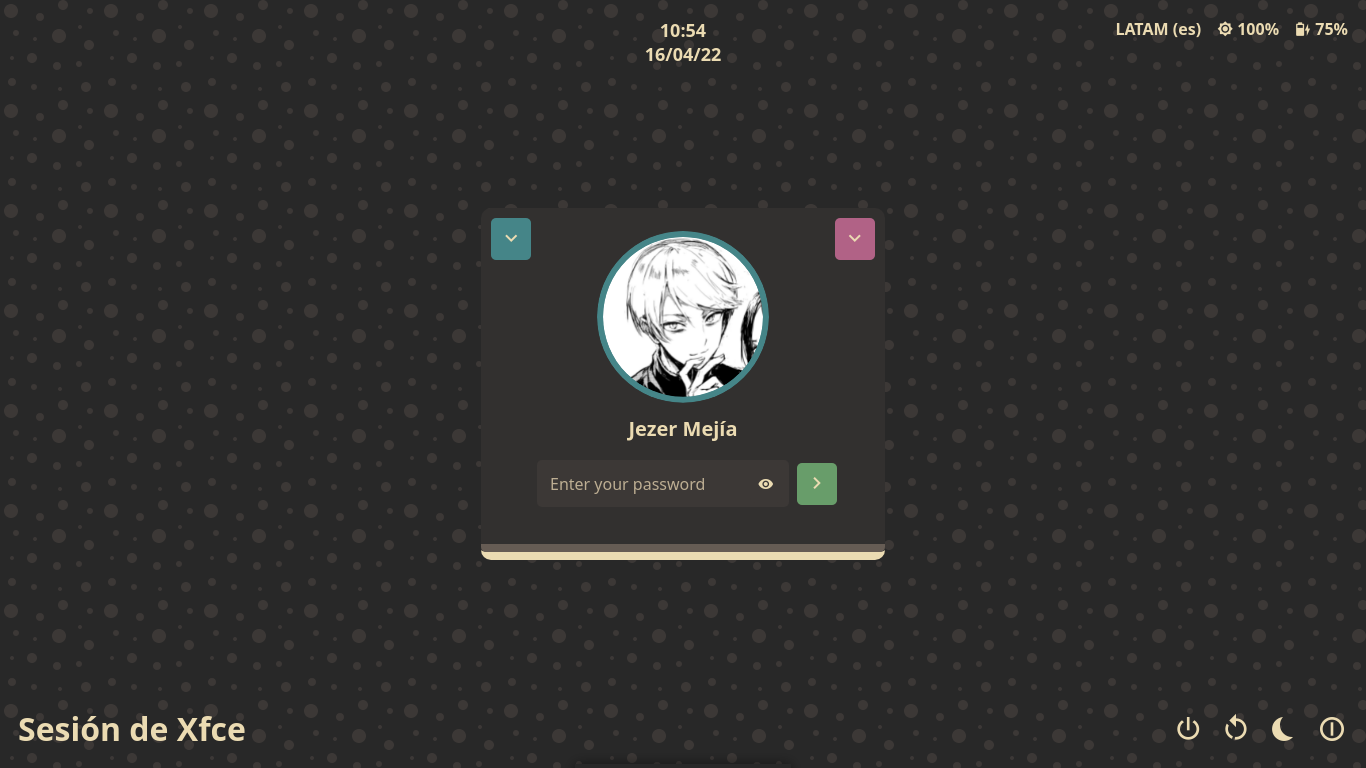 10:54
16/04/22
LATAM (es) 100% 75%
Jezer Mejía
Enter your password
Sesión de Xfce